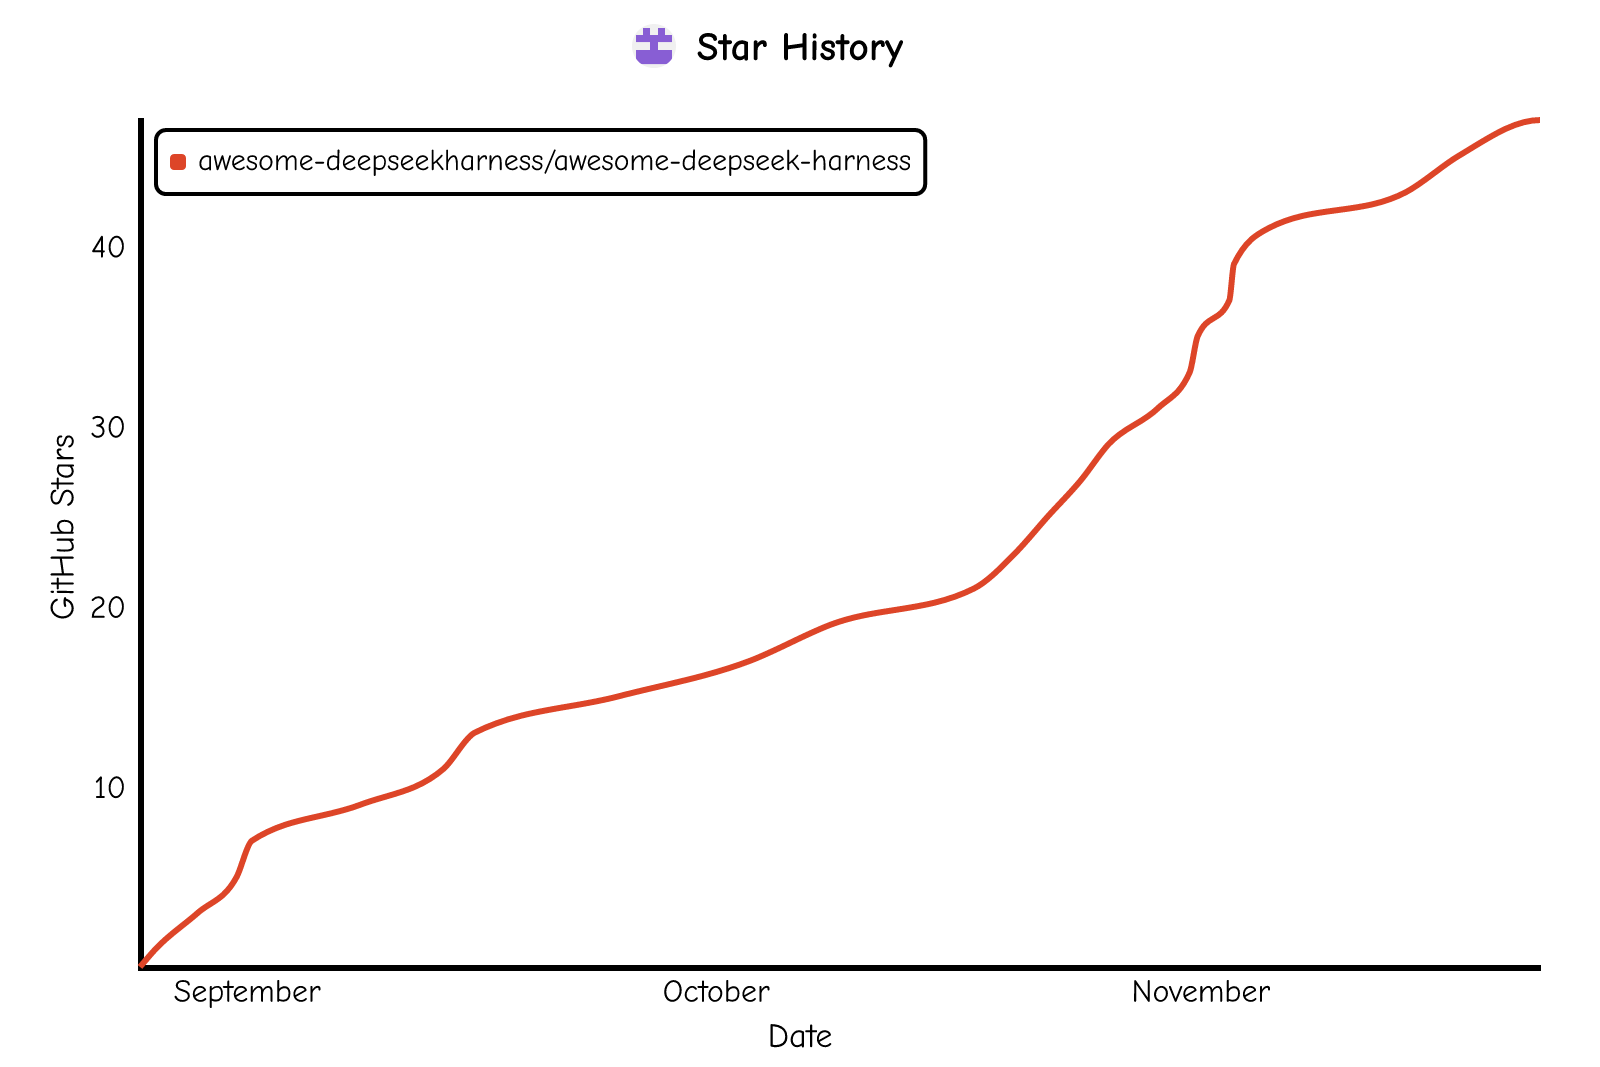 Star History
awesome-deepseekharness/awesome-deepseek-harness
40
30
20
10
GitHub Stars
September October November
Date